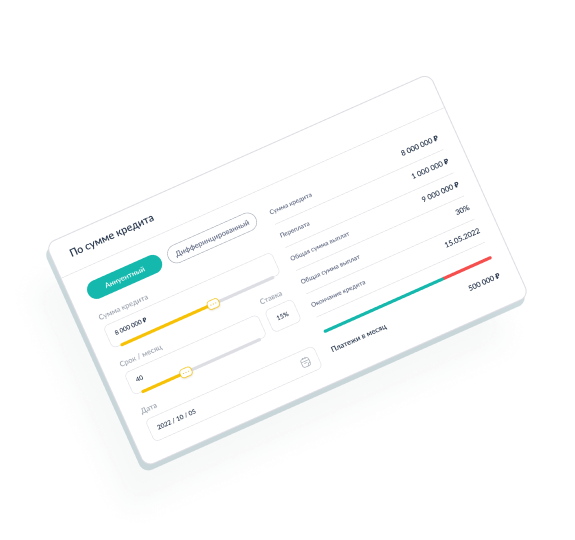 По сумме кредита
Аннуентный
Дифференцированный
Сумма кредита
8 000 000 ₽
Срок / месяц
40
Ставка
15%
Дата
2022 / 10 / 05
Сумма кредита 8 000 000 ₽
Переплата 1 000 000 ₽
Общая сумма выплат 9 000 000 ₽
Общая сумма выплат 30%
Окончание кредита 15.05.2022
Платежи в месяц 500 000 ₽